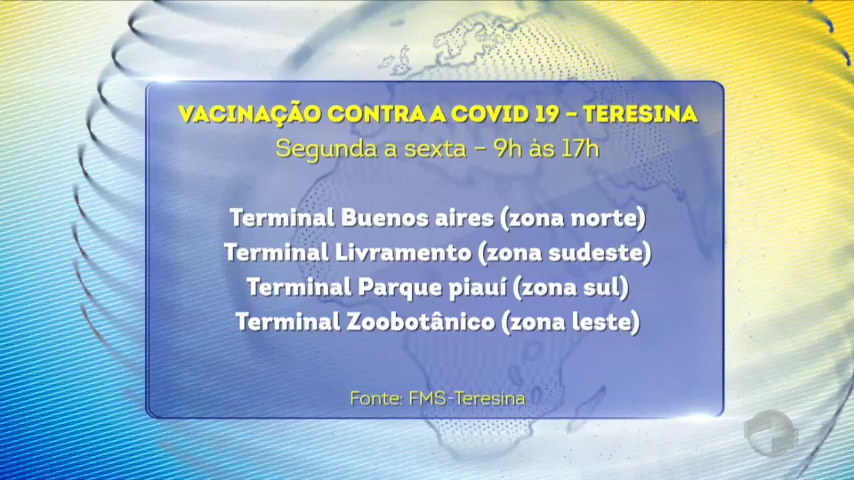 VACINAÇÃO CONTRA A COVID 19 – TERESINA
Segunda a sexta – 9h às 17h
Terminal Buenos aires (zona norte)
Terminal Livramento (zona sudeste)
Terminal Parque piauí (zona sul)
Terminal Zoobotânico (zona leste)
Fonte: FMS-Teresina